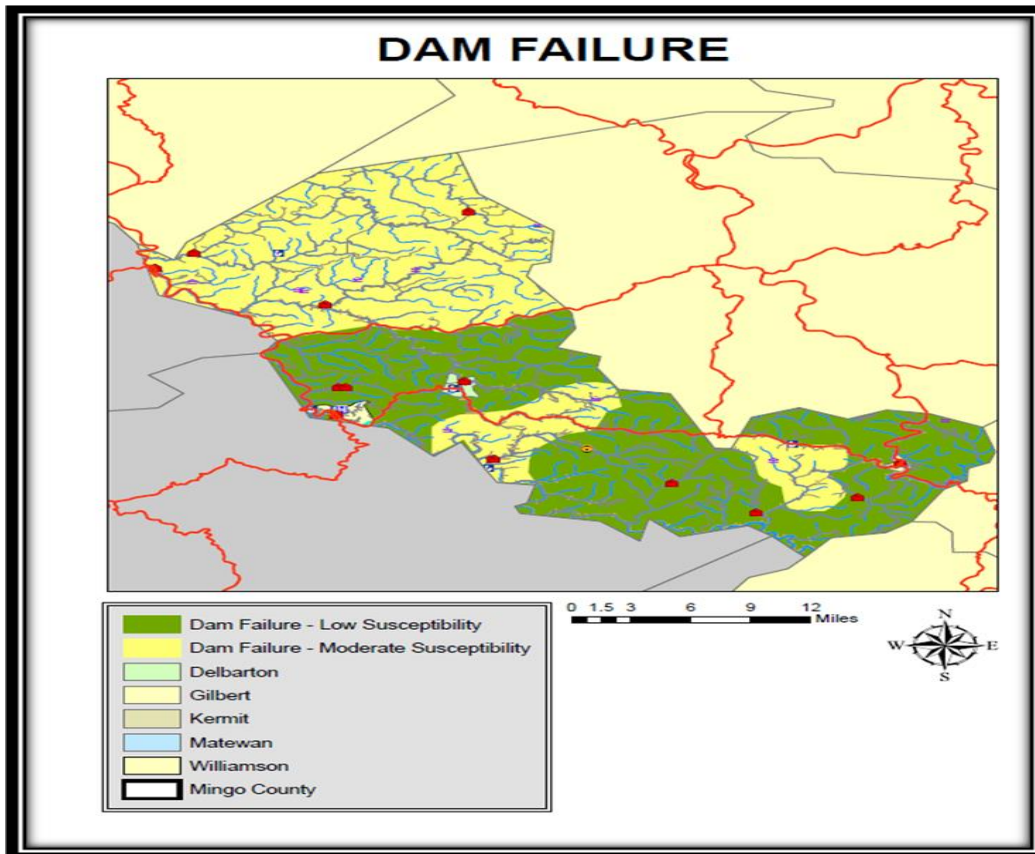 DAM FAILURE
0 1.5 3 6 9 12
Miles
N
W E
S
Dam Failure - Low Susceptibility
Dam Failure - Moderate Susceptibility
Delbarton
Gilbert
Kermit
Matewan
Williamson
Mingo County